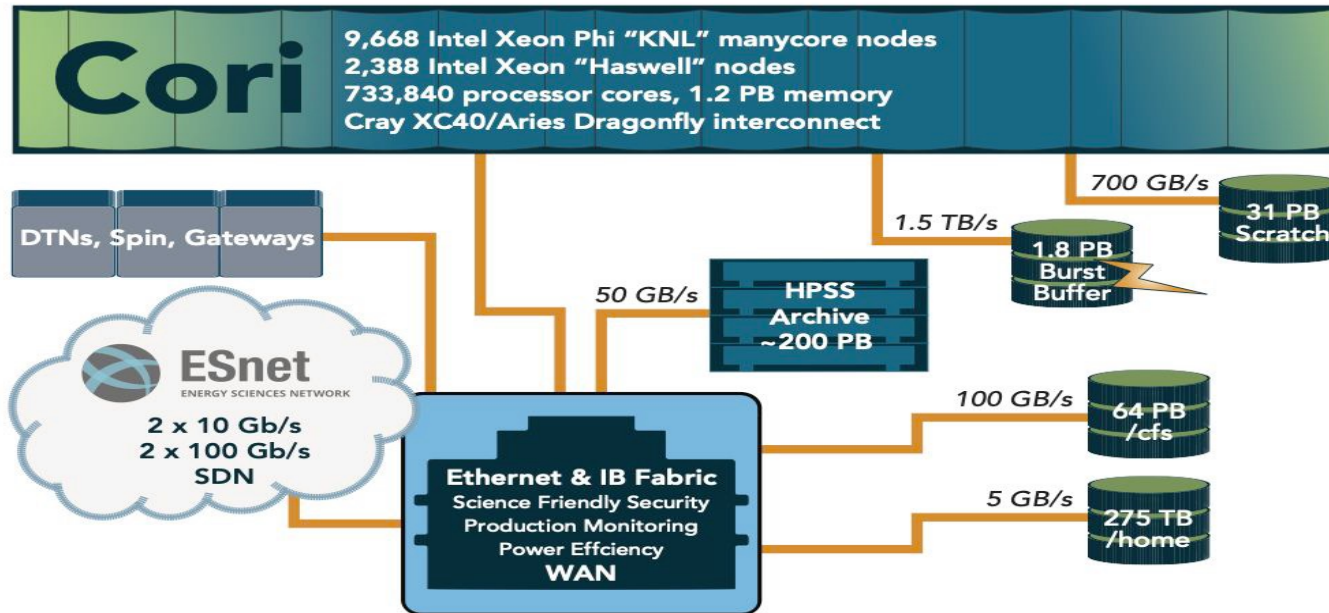 Cori
9,668 Intel Xeon Phi “KNL” manycore nodes
2,388 Intel Xeon “Haswell” nodes
733,840 processor cores, 1.2 PB memory
Cray XC40/Aries Dragonfly interconnect
700 GB/s
31 PB
Scratch
1.5 TB/s
1.8 PB
Burst
Buffer
DTNs, Spin, Gateways
50 GB/s
HPSS
Archive
~200 PB
ESnet
ENERGY SCIENCES NETWORK
2 x 10 Gb/s
2 x 100 Gb/s
SDN
100 GB/s
64 PB
/cfs
Ethernet & IB Fabric
Science Friendly Security
Production Monitoring
Power Effciency
WAN
5 GB/s
275 TB
/home